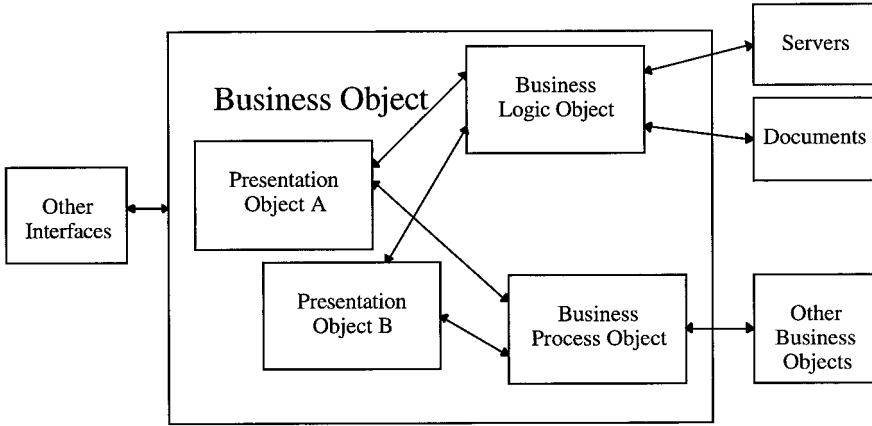 Business Object
Business
Logic Object
Servers
Documents
Presentation
Object A
Other
Interfaces
Presentation
Object B
Business
Process Object
Other
Business
Objects